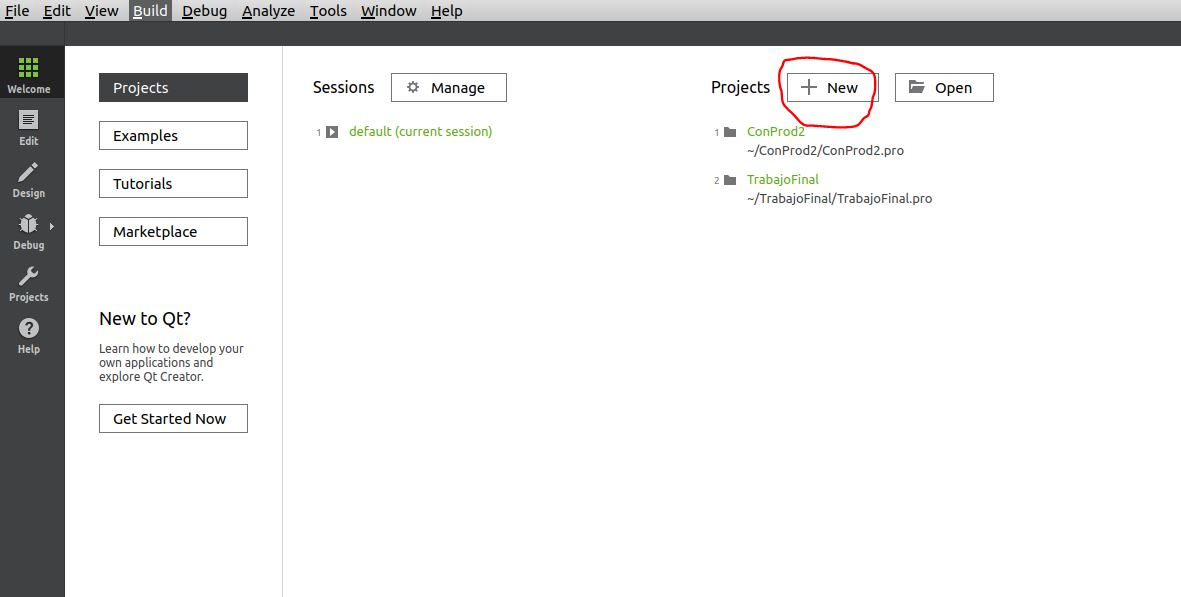 File Edit View Build Debug Analyze Tools Window Help
Welcome
Edit
Design
Debug
Projects
Help
Projects
Examples
Tutorials
Marketplace
New to Qt?
Learn how to develop your
own applications and
explore Qt Creator.
Get Started Now
Sessions Manage
1 default (current session)
Projects New Open
1 ConProd2
~/ConProd2/ConProd2.pro
2 TrabajoFinal
~/TrabajoFinal/TrabajoFinal.pro